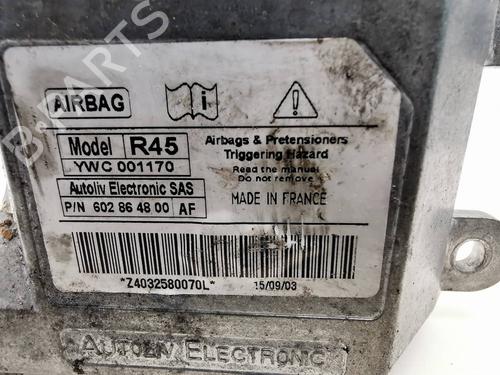 AIRBAG
Model R45
YWC 001170
Autoliv Electronic SAS
P/N 602 86 48 00 AF
Airbags & Pretensioners
Triggering Hazard
Read the manual
Do not remove
MADE IN FRANCE
*Z4032580070L*
15/09/03
AUTOLIV ELECTRONIC
B-PARTS